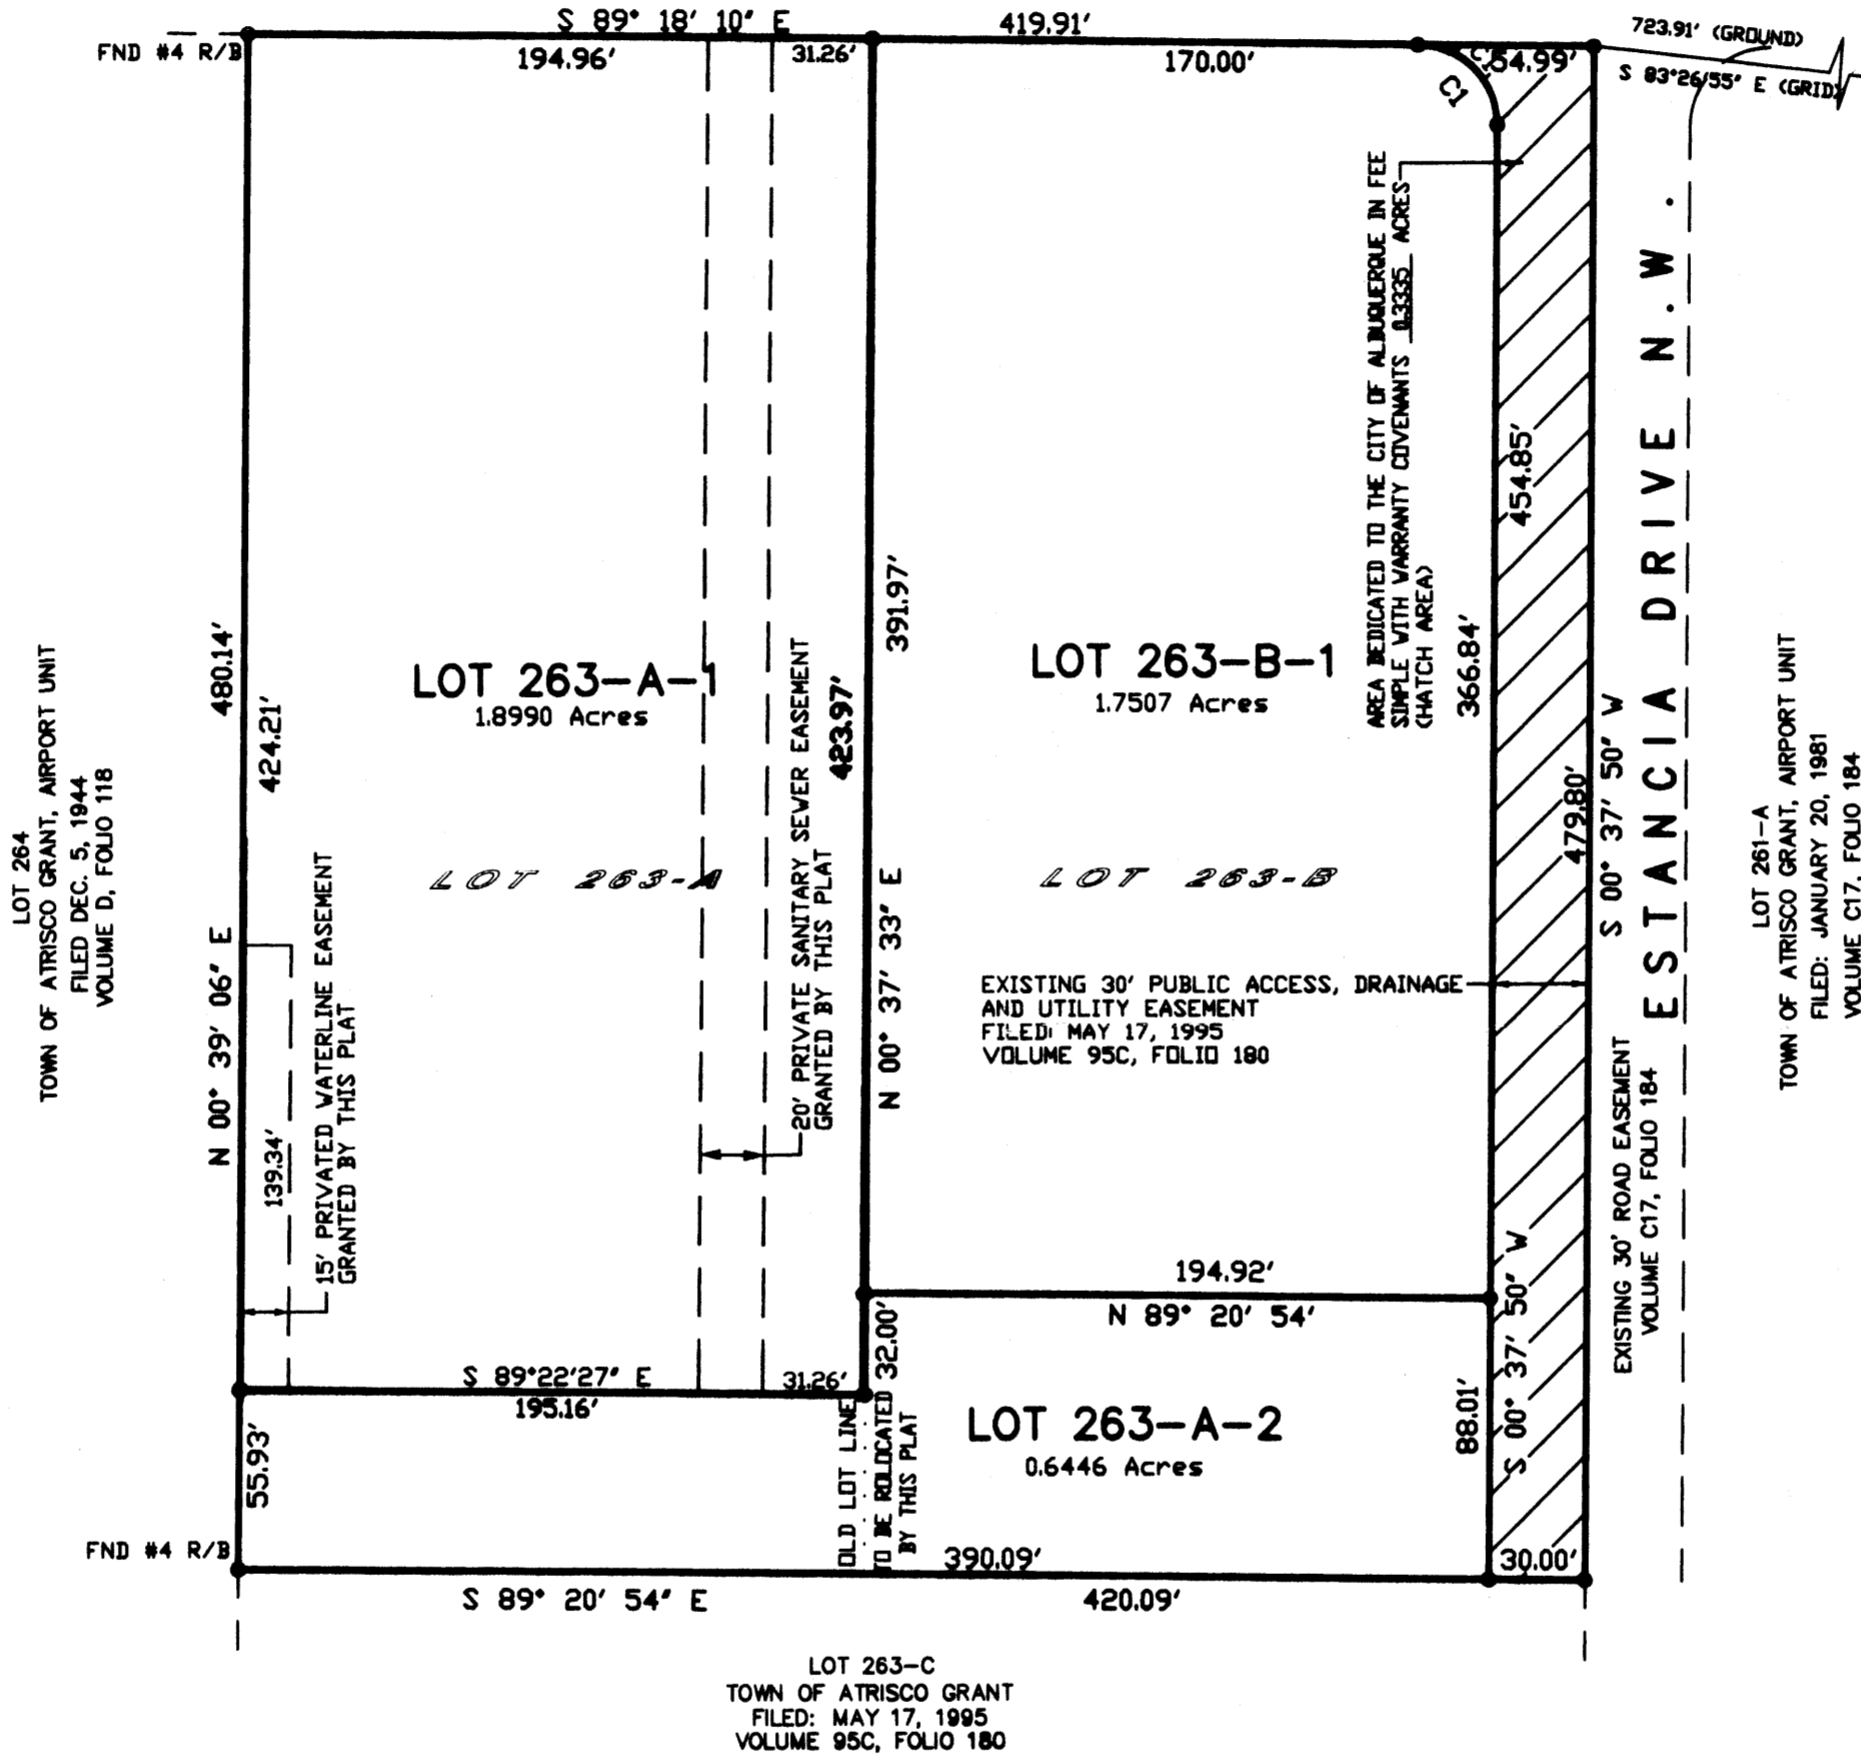 S 89° 18' 10" E
419.91'
723.91' (GROUND)
S 83°26'55" E (GRID)
FND #4 R/B
194.96'
31.26'
170.00'
54.99'
C1
AREA DEDICATED TO THE CITY OF ALBUQUERQUE IN FEE
SIMPLE WITH WARRANTY COVENANTS 0.3335 ACRES
(HATCH AREA)
454.85'
366.84'
391.97'
423.97'
480.14'
424.21'
N 00° 39' 06" E
LOT 264
TOWN OF ATRISCO GRANT, AIRPORT UNIT
FILED DEC. 5, 1944
VOLUME D, FOLIO 118
LOT 263-A-1
1.8990 Acres
LOT 263-A
LOT 263-B-1
1.7507 Acres
LOT 263-B
20' PRIVATE SANITARY SEWER EASEMENT
GRANTED BY THIS PLAT
N 00° 37' 33" E
479.80'
S 00° 37' 50" W
ESTANCIA DRIVE N.W.
LOT 261-A
TOWN OF ATRISCO GRANT, AIRPORT UNIT
FILED: JANUARY 20, 1981
VOLUME C17, FOLIO 184
EXISTING 30' PUBLIC ACCESS, DRAINAGE
AND UTILITY EASEMENT
FILED: MAY 17, 1995
VOLUME 95C, FOLIO 180
EXISTING 30' ROAD EASEMENT
VOLUME C17, FOLIO 184
139.34'
15' PRIVATED WATERLINE EASEMENT
GRANTED BY THIS PLAT
194.92'
N 89° 20' 54'
S 00° 37' 50" W
32.00'
S 89°22'27" E
195.16'
31.26'
OLD LOT LINE
TO BE ROLOCATED
BY THIS PLAT
LOT 263-A-2
0.6446 Acres
88.01'
55.93'
FND #4 R/B
390.09'
30.00'
S 89° 20' 54" E
420.09'
LOT 263-C
TOWN OF ATRISCO GRANT
FILED: MAY 17, 1995
VOLUME 95C, FOLIO 180